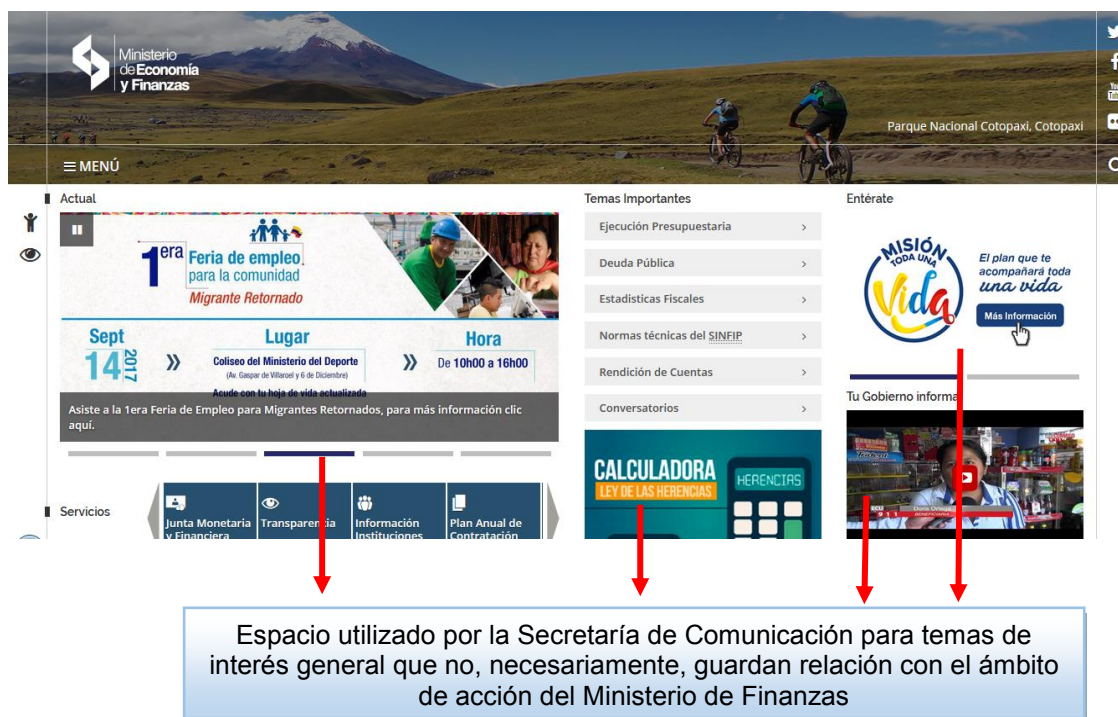 Ministerio
de Economía
y Finanzas
Parque Nacional Cotopaxi, Cotopaxi
MENÚ
Actual
1era Feria de empleo
para la comunidad
Migrante Retornado
Sept
14 2017
»
Lugar
Coliseo del Ministerio del Deporte
(Av. Gaspar de Villaroel y 6 de Diciembre)
»
Hora
De 10h00 a 16h00
Acude con tu hoja de vida actualizada
Asiste a la 1era Feria de Empleo para Migrantes Retornados, para más información clic
aquí.
Servicios
Junta Monetaria
y Financiera
Transparencia
Información
Instituciones
Plan Anual de
Contratación
Temas Importantes
Ejecución Presupuestaria
Deuda Pública
Estadisticas Fiscales
Normas técnicas del SINFIP
Rendición de Cuentas
Conversatorios
CALCULADORA
LEY DE LAS HERENCIAS
HERENCIAS
Entérate
MISIÓN
TODA UNA
Vida
El plan que te
acompañará toda
una vida
Más Información
Tu Gobierno informa
ECU
911
Doris Ortega
BENEFICIARIA
Espacio utilizado por la Secretaría de Comunicación para temas de
interés general que no, necesariamente, guardan relación con el ámbito
de acción del Ministerio de Finanzas